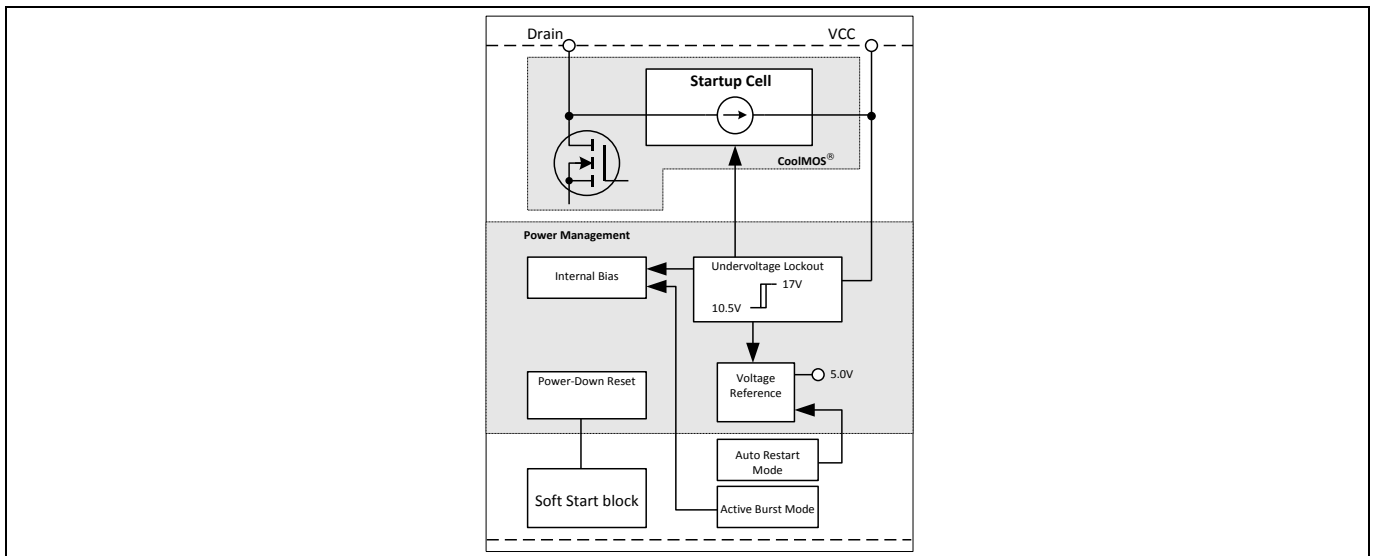 Drain
VCC
Startup Cell
CoolMOS®
Power Management
Internal Bias
Undervoltage Lockout
17V
10.5V
Power-Down Reset
Voltage
Reference
5.0V
Auto Restart
Mode
Soft Start block
Active Burst Mode